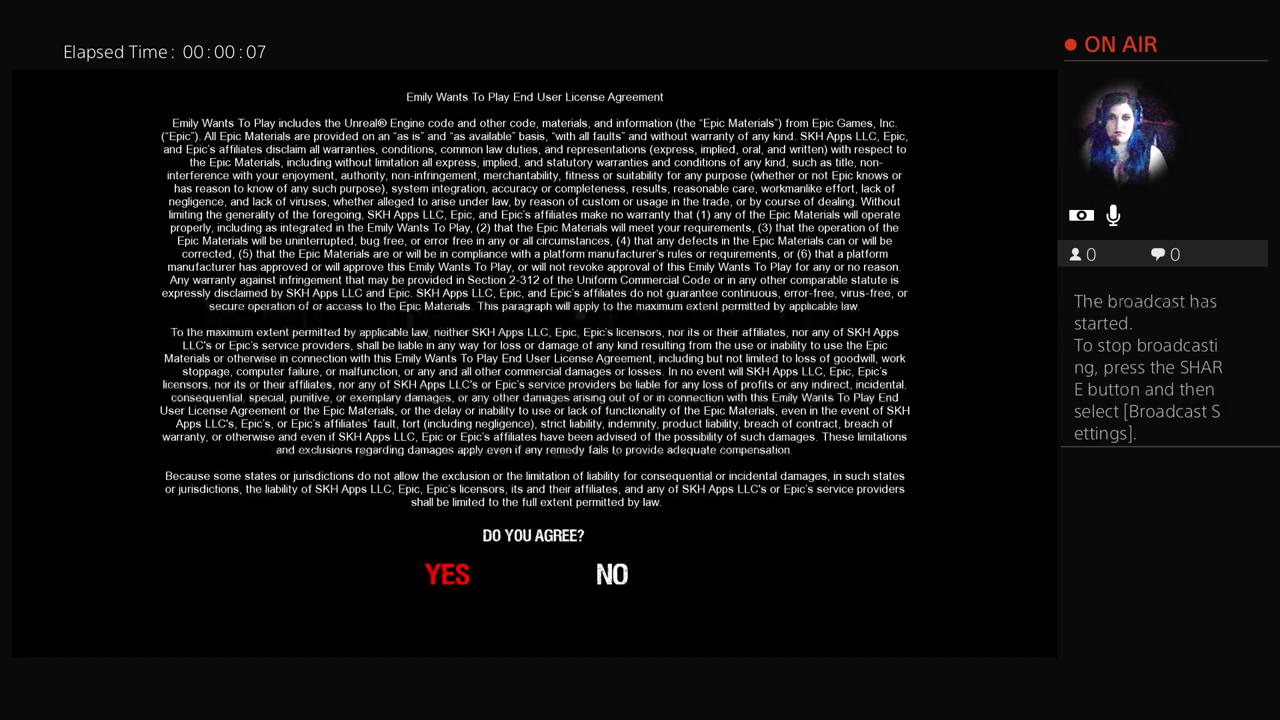 Elapsed Time: 00:00:07
ON AIR
Emily Wants To Play End User License Agreement
Emily Wants To Play includes the Unreal® Engine code and other code, materials, and information (the “Epic Materials”) from Epic Games, Inc.
(“Epic”). All Epic Materials are provided on an “as is” and “as available” basis, “with all faults” and without warranty of any kind. SKH Apps LLC, Epic,
and Epic's affiliates disclaim all warranties, conditions, common law duties, and representations (express, implied, oral, and written) with respect to
the Epic Materials, including without limitation all express, implied, and statutory warranties and conditions of any kind, such as title, non-
interference with your enjoyment, authority, non-infringement, merchantability, fitness or suitability for any purpose (whether or not Epic knows or
has reason to know of any such purpose), system integration, accuracy or completeness, results, reasonable care, workmanlike effort, lack of
negligence, and lack of viruses, whether alleged to arise under law, by reason of custom or usage in the trade, or by course of dealing. Without
limiting the generality of the foregoing, SKH Apps LLC, Epic, and Epic's affiliates make no warranty that (1) any of the Epic Materials will operate
properly, including as integrated in the Emily Wants To Play, (2) that the Epic Materials will meet your requirements, (3) that the operation of the
Epic Materials will be uninterrupted, bug free, or error free in any or all circumstances, (4) that any defects in the Epic Materials can or will be
corrected, (5) that the Epic Materials are or will be in compliance with a platform manufacturer's rules or requirements, or (6) that a platform
manufacturer has approved or will approve this Emily Wants To Play, or will not revoke approval of this Emily Wants To Play for any or no reason.
Any warranty against infringement that may be provided in Section 2-312 of the Uniform Commercial Code or in any other comparable statute is
expressly disclaimed by SKH Apps LLC and Epic. SKH Apps LLC, Epic, and Epic's affiliates do not guarantee continuous, error-free, virus-free, or
secure operation of or access to the Epic Materials. This paragraph will apply to the maximum extent permitted by applicable law.
To the maximum extent permitted by applicable law, neither SKH Apps LLC, Epic, Epic's licensors, nor its or their affiliates, nor any of SKH Apps
LLC's or Epic's service providers, shall be liable in any way for loss or damage of any kind resulting from the use or inability to use the Epic
Materials or otherwise in connection with this Emily Wants To Play End User License Agreement, including but not limited to loss of goodwill, work
stoppage, computer failure, or malfunction, or any and all other commercial damages or losses. In no event will SKH Apps LLC, Epic, Epic's
licensors, nor its or their affiliates, nor any of SKH Apps LLC's or Epic's service providers be liable for any loss of profits or any indirect, incidental,
consequential, special, punitive, or exemplary damages, or any other damages arising out of or in connection with this Emily Wants To Play End
User License Agreement or the Epic Materials, or the delay or inability to use or lack of functionality of the Epic Materials, even in the event of SKH
Apps LLC's, Epic's, or Epic's affiliates' fault, tort (including negligence), strict liability, indemnity, product liability, breach of contract, breach of
warranty, or otherwise and even if SKH Apps LLC, Epic or Epic's affiliates have been advised of the possibility of such damages. These limitations
and exclusions regarding damages apply even if any remedy fails to provide adequate compensation.
Because some states or jurisdictions do not allow the exclusion or the limitation of liability for consequential or incidental damages, in such states
or jurisdictions, the liability of SKH Apps LLC, Epic, Epic's licensors, its and their affiliates, and any of SKH Apps LLC's or Epic's service providers
shall be limited to the full extent permitted by law.
DO YOU AGREE?
YES NO
0 0
The broadcast has
started.
To stop broadcasti
ng, press the SHAR
E button and then
select [Broadcast S
ettings].